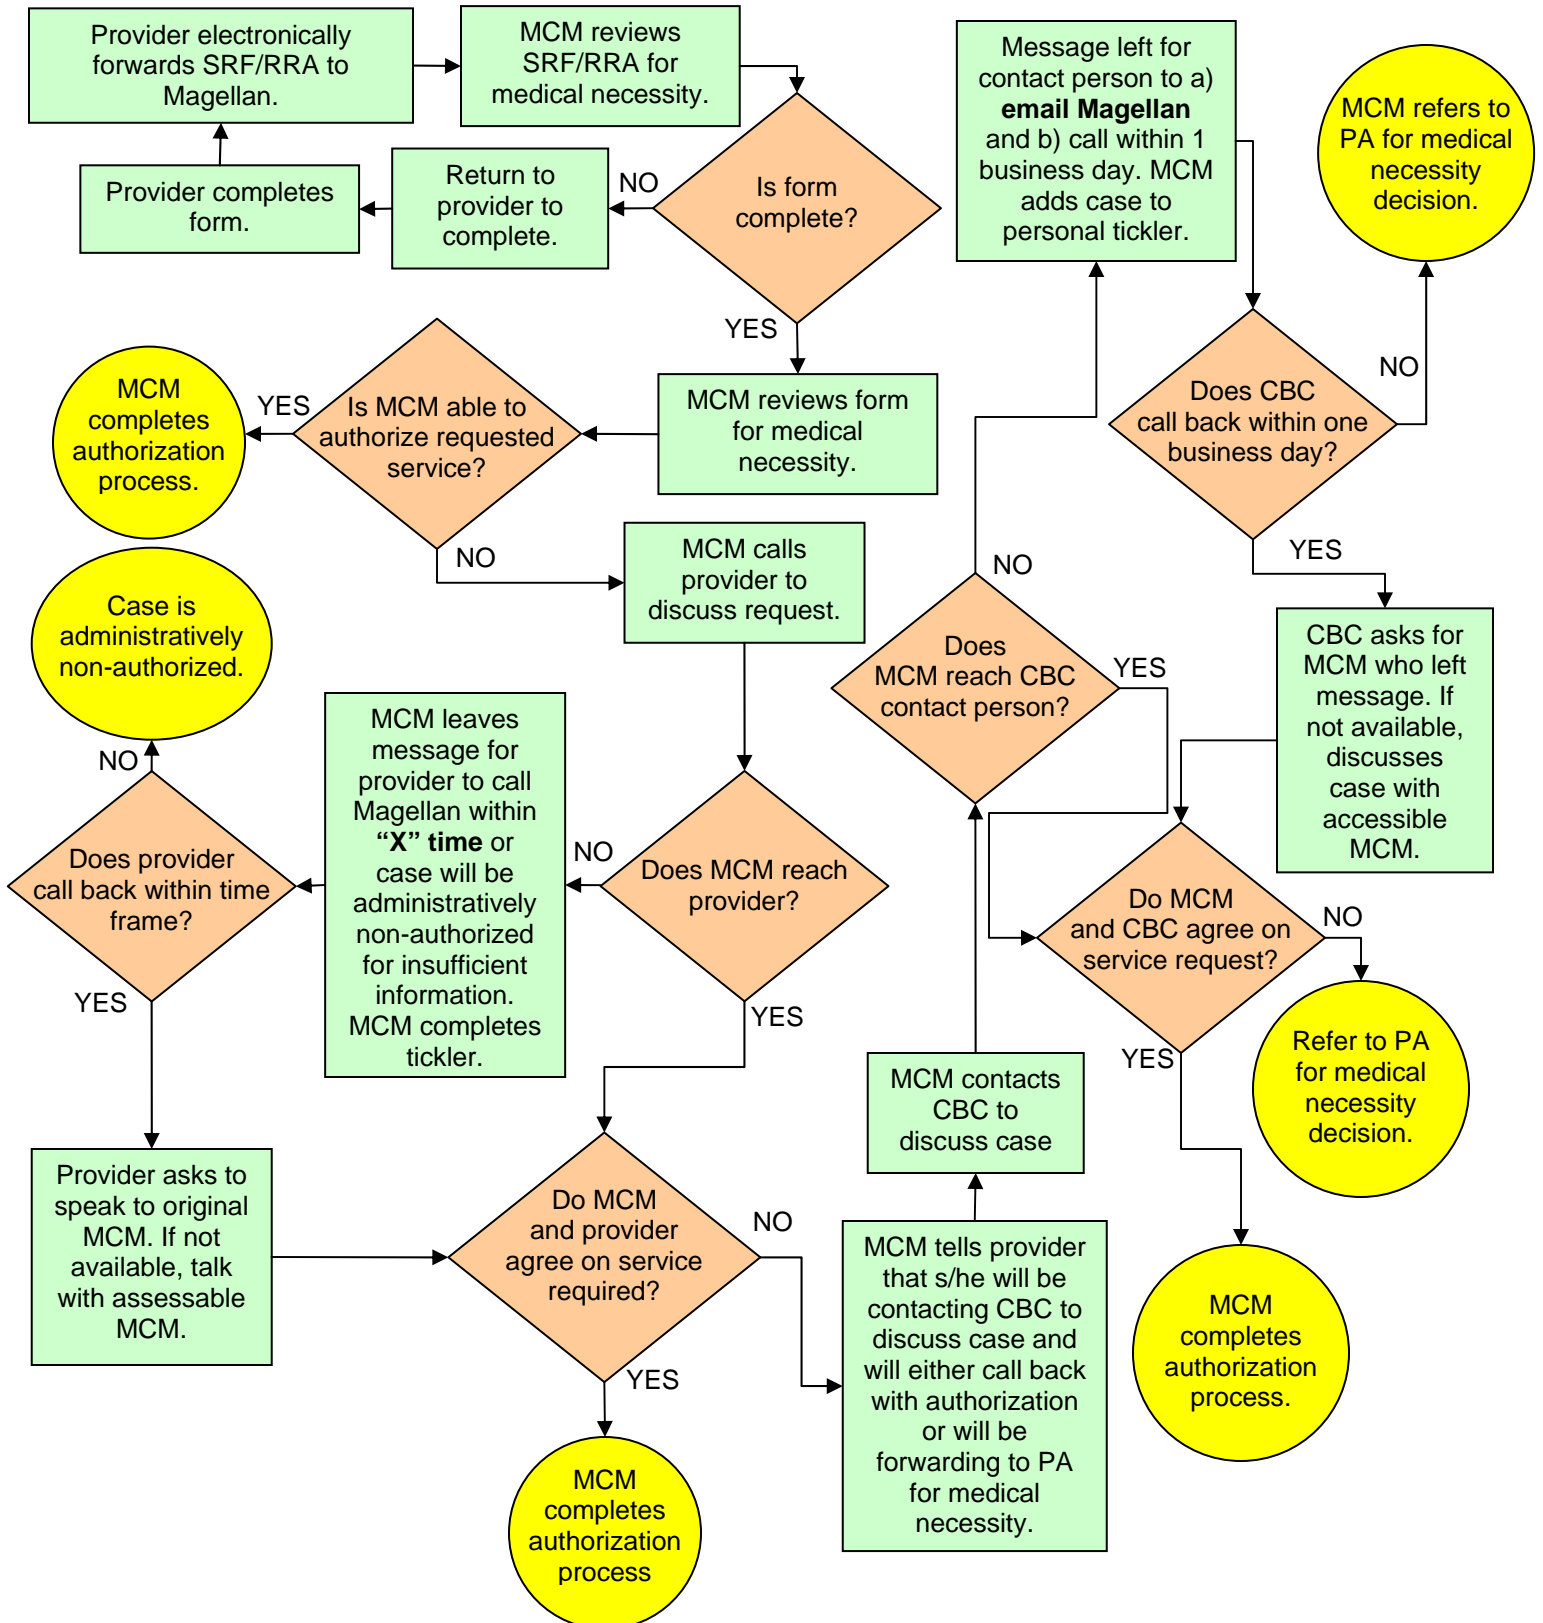 Provider electronically
forwards SRF/RRA to
Magellan.
MCM reviews
SRF/RRA for
medical necessity.
Is form
complete?
NO
Return to
provider to
complete.
Provider completes
form.
YES
MCM reviews form
for medical
necessity.
Is MCM able to
authorize requested
service?
YES
MCM
completes
authorization
process.
NO
MCM calls
provider to
discuss request.
Does MCM reach
provider?
NO
MCM leaves
message for
provider to call
Magellan within
“X” time or
case will be
administratively
non-authorized
for insufficient
information.
MCM completes
tickler.
Does provider
call back within time
frame?
NO
Case is
administratively
non-authorized.
YES
Provider asks to
speak to original
MCM. If not
available, talk
with assessable
MCM.
YES
Do MCM
and provider
agree on service
required?
YES
MCM
completes
authorization
process
NO
MCM tells provider
that s/he will be
contacting CBC to
discuss case and
will either call back
with authorization
or will be
forwarding to PA
for medical
necessity.
MCM contacts
CBC to
discuss case
Does
MCM reach CBC
contact person?
NO
Message left for
contact person to a)
email Magellan
and b) call within 1
business day. MCM
adds case to
personal tickler.
Does CBC
call back within one
business day?
NO
MCM refers to
PA for medical
necessity
decision.
YES
CBC asks for
MCM who left
message. If
not available,
discusses
case with
accessible
MCM.
YES
Do MCM
and CBC agree on
service request?
NO
Refer to PA
for medical
necessity
decision.
YES
MCM
completes
authorization
process.